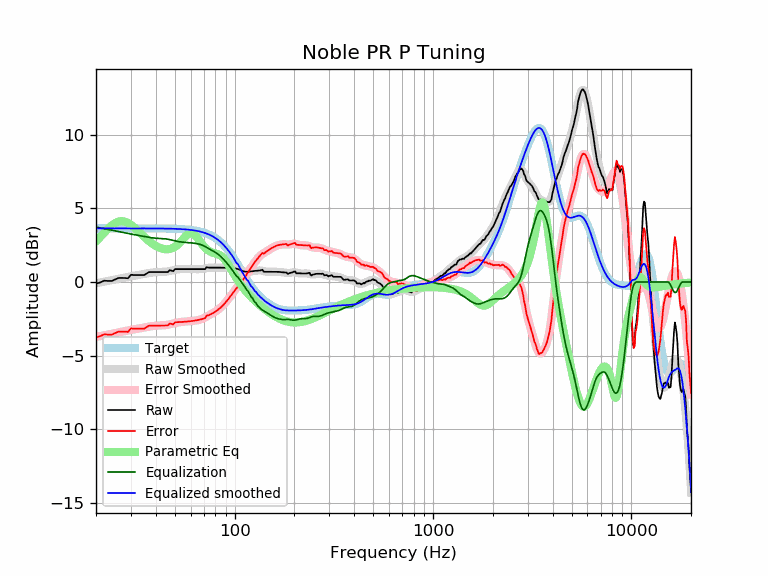 Noble PR P Tuning
Amplitude (dBr)
10
5
0
−5
−10
−15
Target
Raw Smoothed
Error Smoothed
Raw
Error
Parametric Eq
Equalization
Equalized smoothed
100
1000
10000
Frequency (Hz)